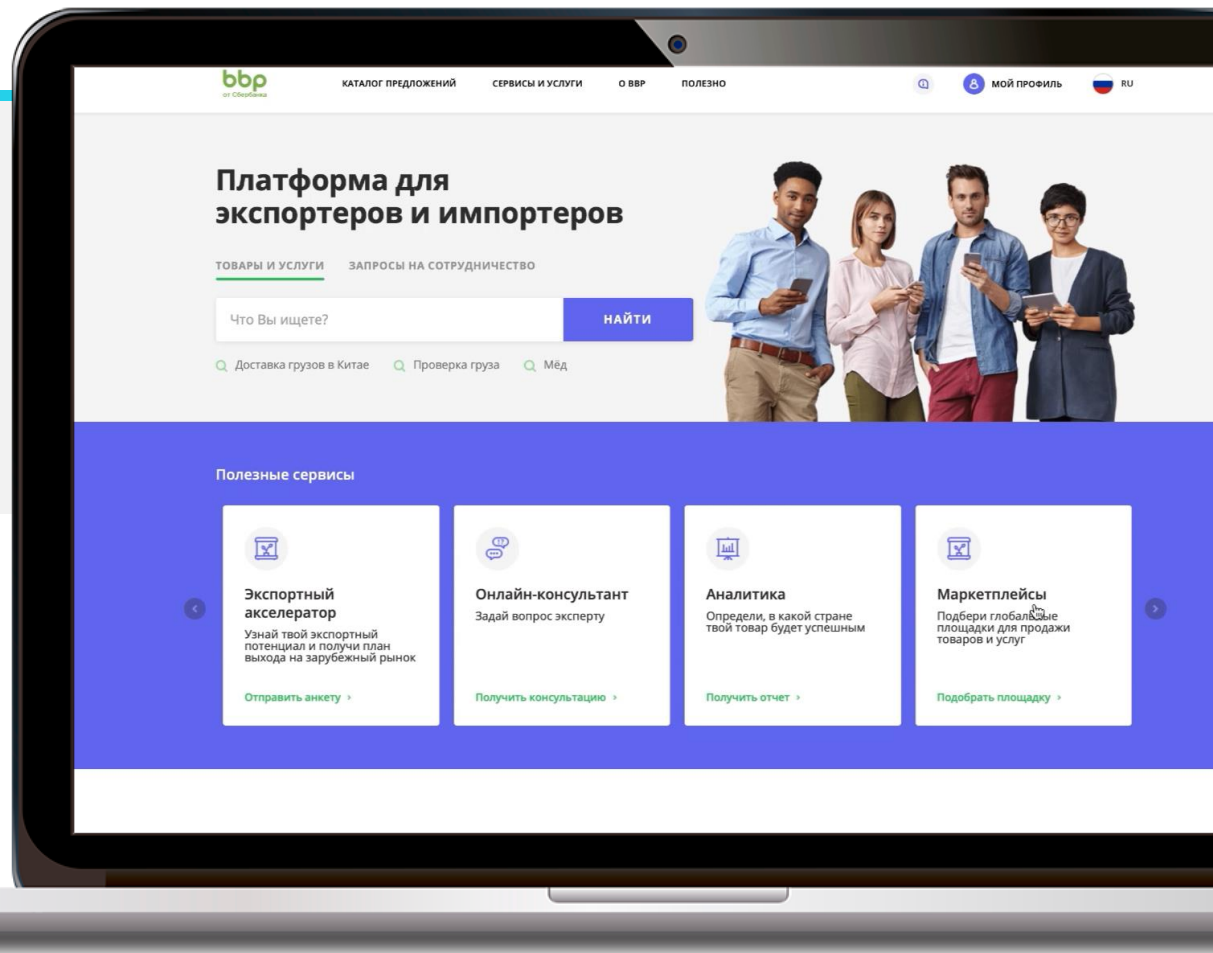 bbp
от Сбербанка
КАТАЛОГ ПРЕДЛОЖЕНИЙ
СЕРВИСЫ И УСЛУГИ
О BBP
ПОЛЕЗНО
МОЙ ПРОФИЛЬ
RU
Платформа для
экспортеров и импортеров
ТОВАРЫ И УСЛУГИ
ЗАПРОСЫ НА СОТРУДНИЧЕСТВО
Что Вы ищете?
НАЙТИ
Доставка грузов в Китае
Проверка груза
Мёд
Полезные сервисы
Экспортный
акселератор
Узнай твой экспортный
потенциал и получи план
выхода на зарубежный рынок
Отправить анкету
Онлайн-консультант
Задай вопрос эксперту
Получить консультацию
Аналитика
Определи, в какой стране
твой товар будет успешным
Получить отчет
Маркетплейсы
Подбери глобальные
площадки для продажи
товаров и услуг
Подобрать площадку